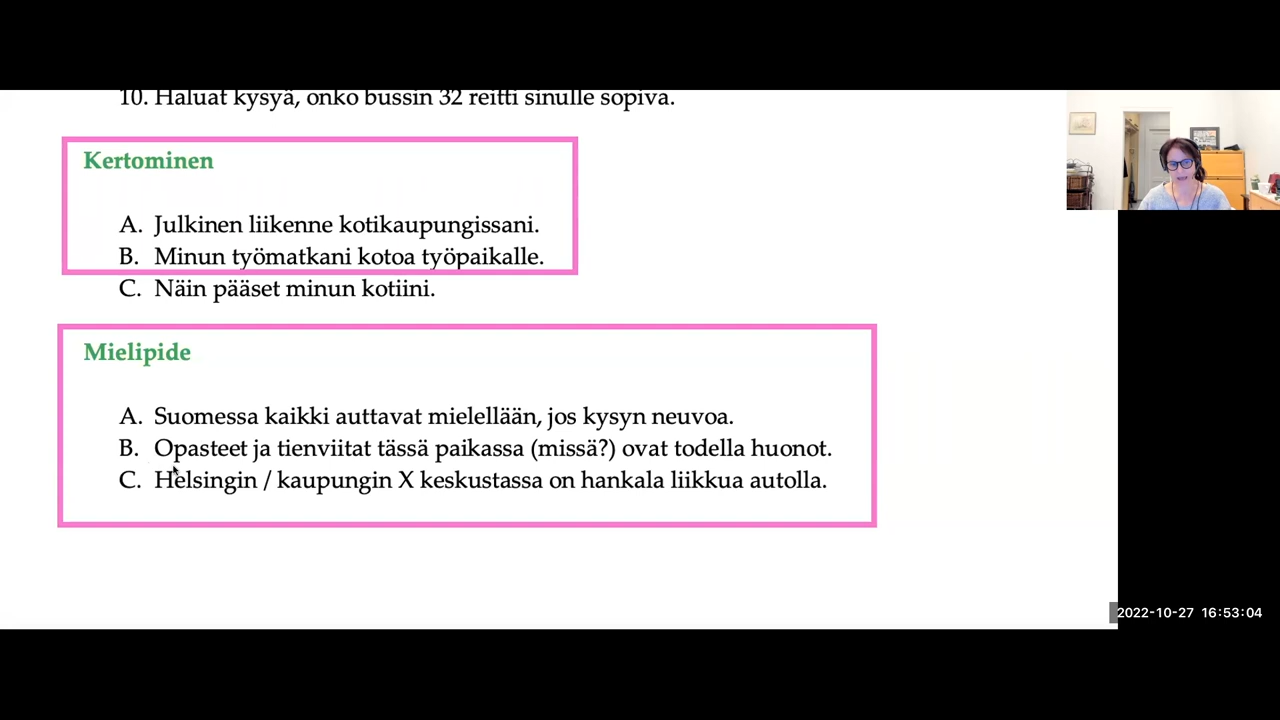 10. Haluat kysyä, onko bussin 32 reitti sinulle sopiva.
Kertominen
A. Julkinen liikenne kotikaupungissani.
B. Minun työmatkani kotoa työpaikalle.
C. Näin pääset minun kotiini.
Mielipide
A. Suomessa kaikki auttavat mielellään, jos kysyn neuvoa.
B. Opasteet ja tienviitat tässä paikassa (missä?) ovat todella huonot.
C. Helsingin / kaupungin X keskustassa on hankala liikkua autolla.
2022-10-27 16:53:04